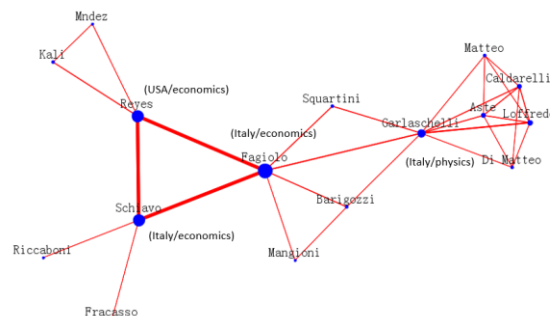 Mndez
Kali
Matteo
Caldarelli
(USA/economics)
Reyes
Squartini
Aste
Loffredo
Garlaschelli
(Italy/economics)
Fagiolo
(Italy/physics)
Di Matteo
Schiavo
Barigozzi
(Italy/economics)
Riccaboni
Mangioni
Fracasso